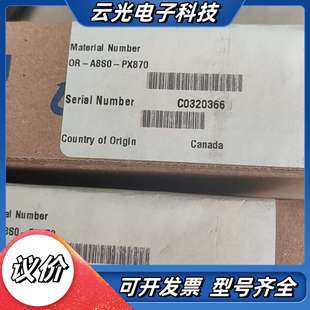 云光电子科技
Material Number
OR-A8S0-PX870
Serial Number C0320366
Country of Origin Canada
Number
议价
可开发票 型号齐全